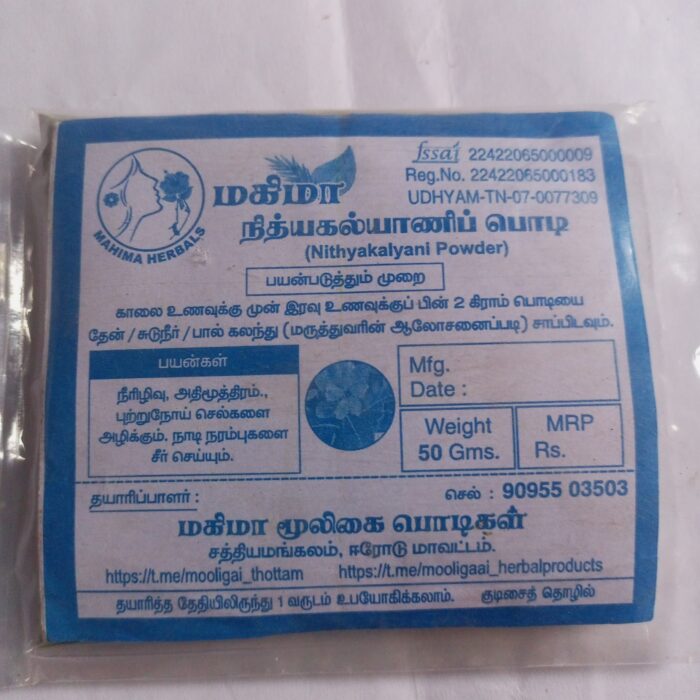 fssai 22422065000009
Reg.No. 22422065000183
UDHYAM-TN-07-0077309
MAHIMA HERBALS
மகிமா
நித்யகல்யாணிப் பொடி
(Nithyakalyani Powder)
பயன்படுத்தும் முறை
காலை உணவுக்கு முன் இரவு உணவுக்குப் பின் 2 கிராம் பொடியை
தேன் / சுடுநீர் / பால் கலந்து (மருத்துவரின் ஆலோசனைப்படி) சாப்பிடவும்.
பயன்கள்
நீரிழிவு, அதிமூத்திரம்.,
புற்றுநோய் செல்களை
அழிக்கும். நாடி நரம்புகளை
சீர் செய்யும்.
Mfg.
Date :
Weight
50 Gms.
MRP
Rs.
தயாரிப்பாளர் :
செல் : 90955 03503
மகிமா மூலிகை பொடிகள்
சத்தியமங்கலம், ஈரோடு மாவட்டம்.
https://t.me/mooligai_thottam https://t.me/mooligaai_herbalproducts
தயாரித்த தேதியிலிருந்து 1 வருடம் உபயோகிக்கலாம். குடிசைத் தொழில்